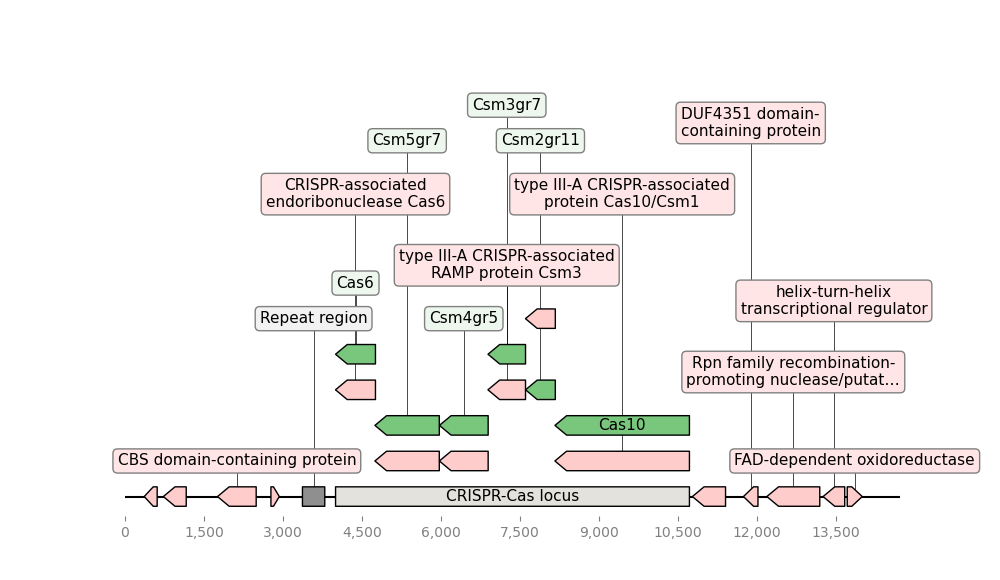 Csm3gr7
DUF4351 domain-
containing protein
Csm5gr7
Csm2gr11
CRISPR-associated
endoribonuclease Cas6
type III-A CRISPR-associated
protein Cas10/Csm1
type III-A CRISPR-associated
RAMP protein Csm3
Cas6
helix-turn-helix
transcriptional regulator
Repeat region
Csm4gr5
Rpn family recombination-
promoting nuclease/putat...
Cas10
CBS domain-containing protein
FAD-dependent oxidoreductase
CRISPR-Cas locus
0
1,500
3,000
4,500
6,000
7,500
9,000
10,500
12,000
13,500